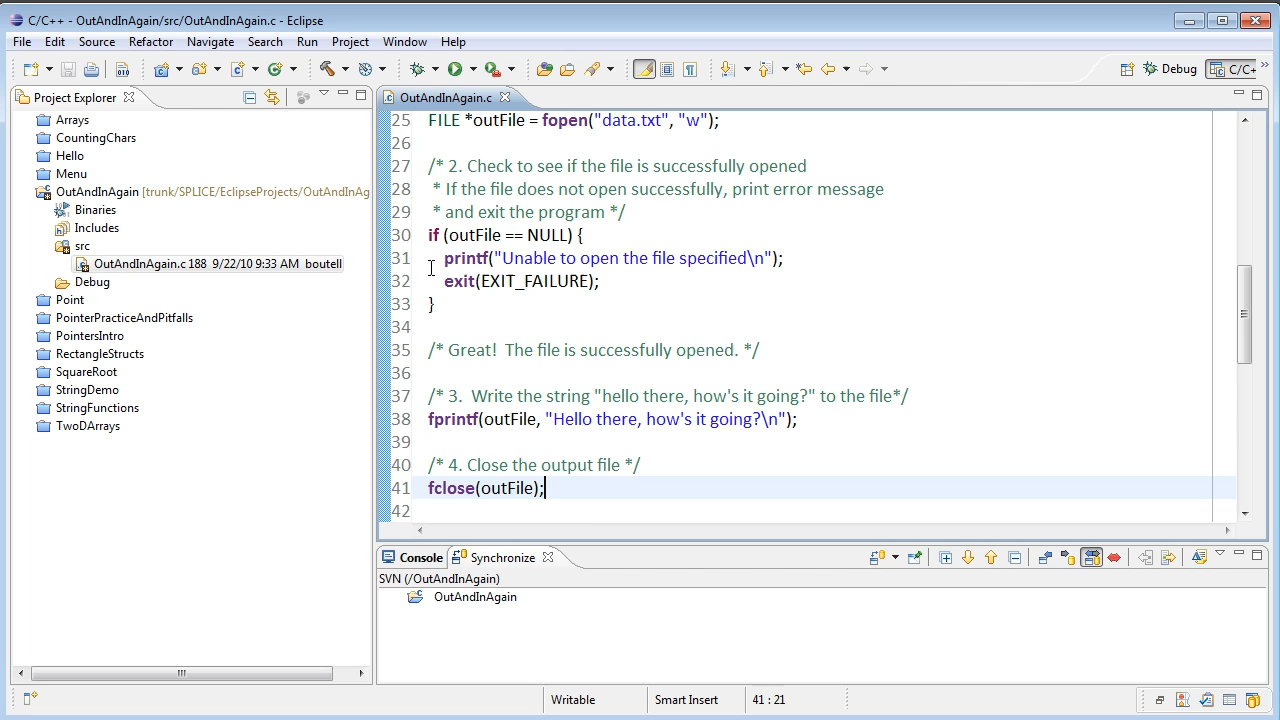 C/C++ - OutAndInAgain/src/OutAndInAgain.c - Eclipse
File Edit Source Refactor Navigate Search Run Project Window Help
Debug C/C+
Project Explorer
Arrays
CountingChars
Hello
Menu
OutAndInAgain [trunk/SPLICE/EclipseProjects/OutAndInAg
Binaries
Includes
src
OutAndInAgain.c 188 9/22/10 9:33 AM boutell
Debug
Point
PointerPracticeAndPitfalls
PointersIntro
RectangleStructs
SquareRoot
StringDemo
StringFunctions
TwoDArrays
OutAndInAgain.c
25 FILE *outFile = fopen("data.txt", "w");
26
27 /* 2. Check to see if the file is successfully opened
28 * If the file does not open successfully, print error message
29 * and exit the program */
30 if (outFile == NULL) {
31 printf("Unable to open the file specified\n");
32 exit(EXIT_FAILURE);
33 }
34
35 /* Great!  The file is successfully opened. */
36
37 /* 3.  Write the string "hello there, how's it going?" to the file*/
38 fprintf(outFile, "Hello there, how's it going?\n");
39
40 /* 4. Close the output file */
41 fclose(outFile);
42
Console Synchronize
SVN (/OutAndInAgain)
OutAndInAgain
Writable Smart Insert 41 : 21